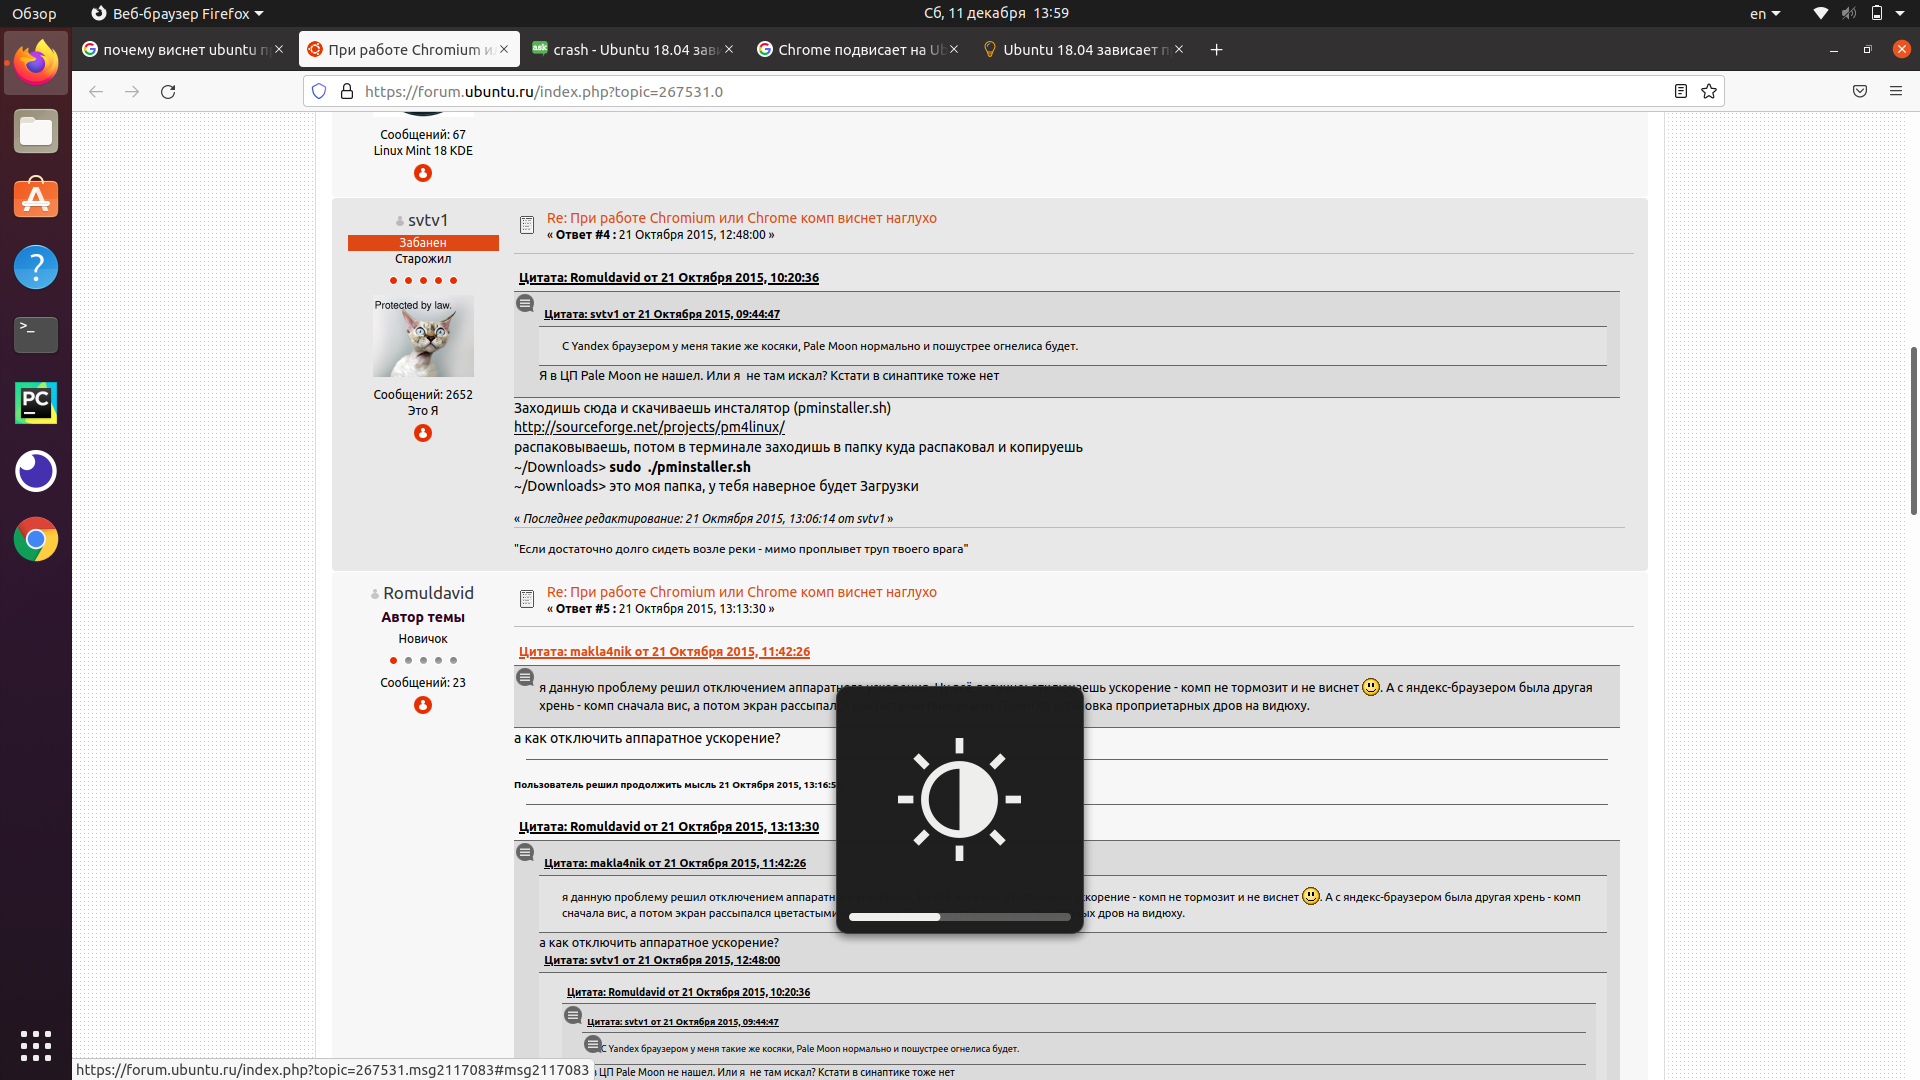 Обзор
Веб-браузер Firefox
Сб, 11 декабря 13:59
en
почему виснет ubuntu п
При работе Chromium и
crash - Ubuntu 18.04 зав
Chrome подвисает на Ub
Ubuntu 18.04 зависает п
https://forum.ubuntu.ru/index.php?topic=267531.0
Сообщений: 67
Linux Mint 18 KDE
svtv1
Забанен
Старожил
Protected by law.
Сообщений: 2652
Это Я
Re: При работе Chromium или Chrome комп виснет наглухо
« Ответ #4 : 21 Октября 2015, 12:48:00 »
Цитата: Romuldavid от 21 Октября 2015, 10:20:36
Цитата: svtv1 от 21 Октября 2015, 09:44:47
С Yandex браузером у меня такие же косяки, Pale Moon нормально и пошустрее огнелиса будет.
Я в ЦП Pale Moon не нашел. Или я не там искал? Кстати в синаптике тоже нет
Заходишь сюда и скачиваешь инсталятор (pminstaller.sh)
http://sourceforge.net/projects/pm4linux/
распаковываешь, потом в терминале заходишь в папку куда распаковал и копируешь
~/Downloads> sudo ./pminstaller.sh
~/Downloads> это моя папка, у тебя наверное будет Загрузки
« Последнее редактирование: 21 Октября 2015, 13:06:14 от svtv1 »
"Если достаточно долго сидеть возле реки - мимо проплывет труп твоего врага"
Romuldavid
Автор темы
Новичок
Сообщений: 23
Re: При работе Chromium или Chrome комп виснет наглухо
« Ответ #5 : 21 Октября 2015, 13:13:30 »
Цитата: makla4nik от 21 Октября 2015, 11:42:26
я данную проблему решил отключением аппаратн ускорение - комп не тормозит и не виснет . А с яндекс-браузером была другая
хрень - комп сначала вис, а потом экран рассыпал овка проприетарных дров на видюху.
а как отключить аппаратное ускорение?
Пользователь решил продолжить мысль 21 Октября 2015, 13:16:5
Цитата: Romuldavid от 21 Октября 2015, 13:13:30
Цитата: makla4nik от 21 Октября 2015, 11:42:26
я данную проблему решил отключением аппаратн скорение - комп не тормозит и не виснет . А с яндекс-браузером была другая хрень - комп
сначала вис, а потом экран рассыпался цветастыми ых дров на видюху.
а как отключить аппаратное ускорение?
Цитата: svtv1 от 21 Октября 2015, 12:48:00
Цитата: Romuldavid от 21 Октября 2015, 10:20:36
Цитата: svtv1 от 21 Октября 2015, 09:44:47
С Yandex браузером у меня такие же косяки, Pale Moon нормально и пошустрее огнелиса будет.
в ЦП Pale Moon не нашел. Или я не там искал? Кстати в синаптике тоже нет
https://forum.ubuntu.ru/index.php?topic=267531.msg2117083#msg2117083